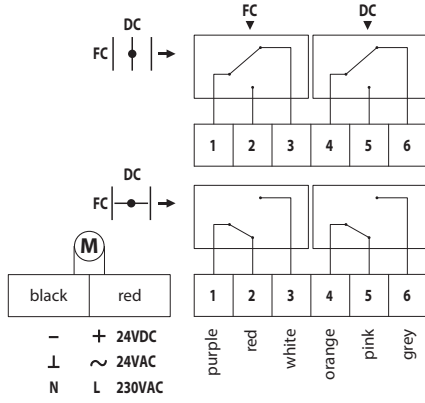 FC DC
DC
FC
1 2 3 4 5 6
DC
FC
M
black red
1 2 3 4 5 6
purple red white orange pink grey
– + 24VDC
⊥ ~ 24VAC
N L 230VAC